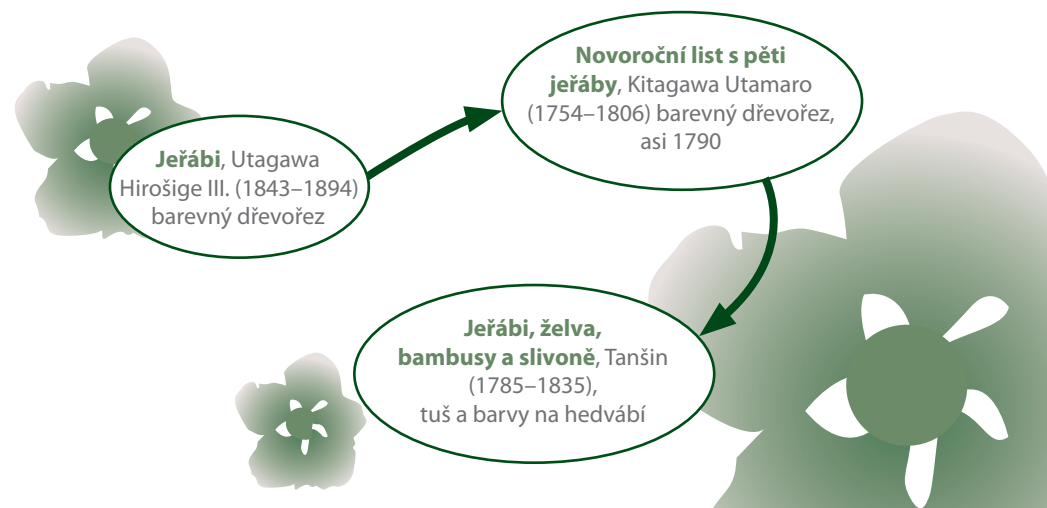 Jeřábi, Utagawa
Hirošige III. (1843–1894)
barevný dřevořez
Novoroční list s pěti
jeřáby, Kitagawa Utamaro
(1754–1806) barevný dřevořez,
asi 1790
Jeřábi, želva,
bambusy a slivoně, Tanšin
(1785–1835),
tuš a barvy na hedvábí